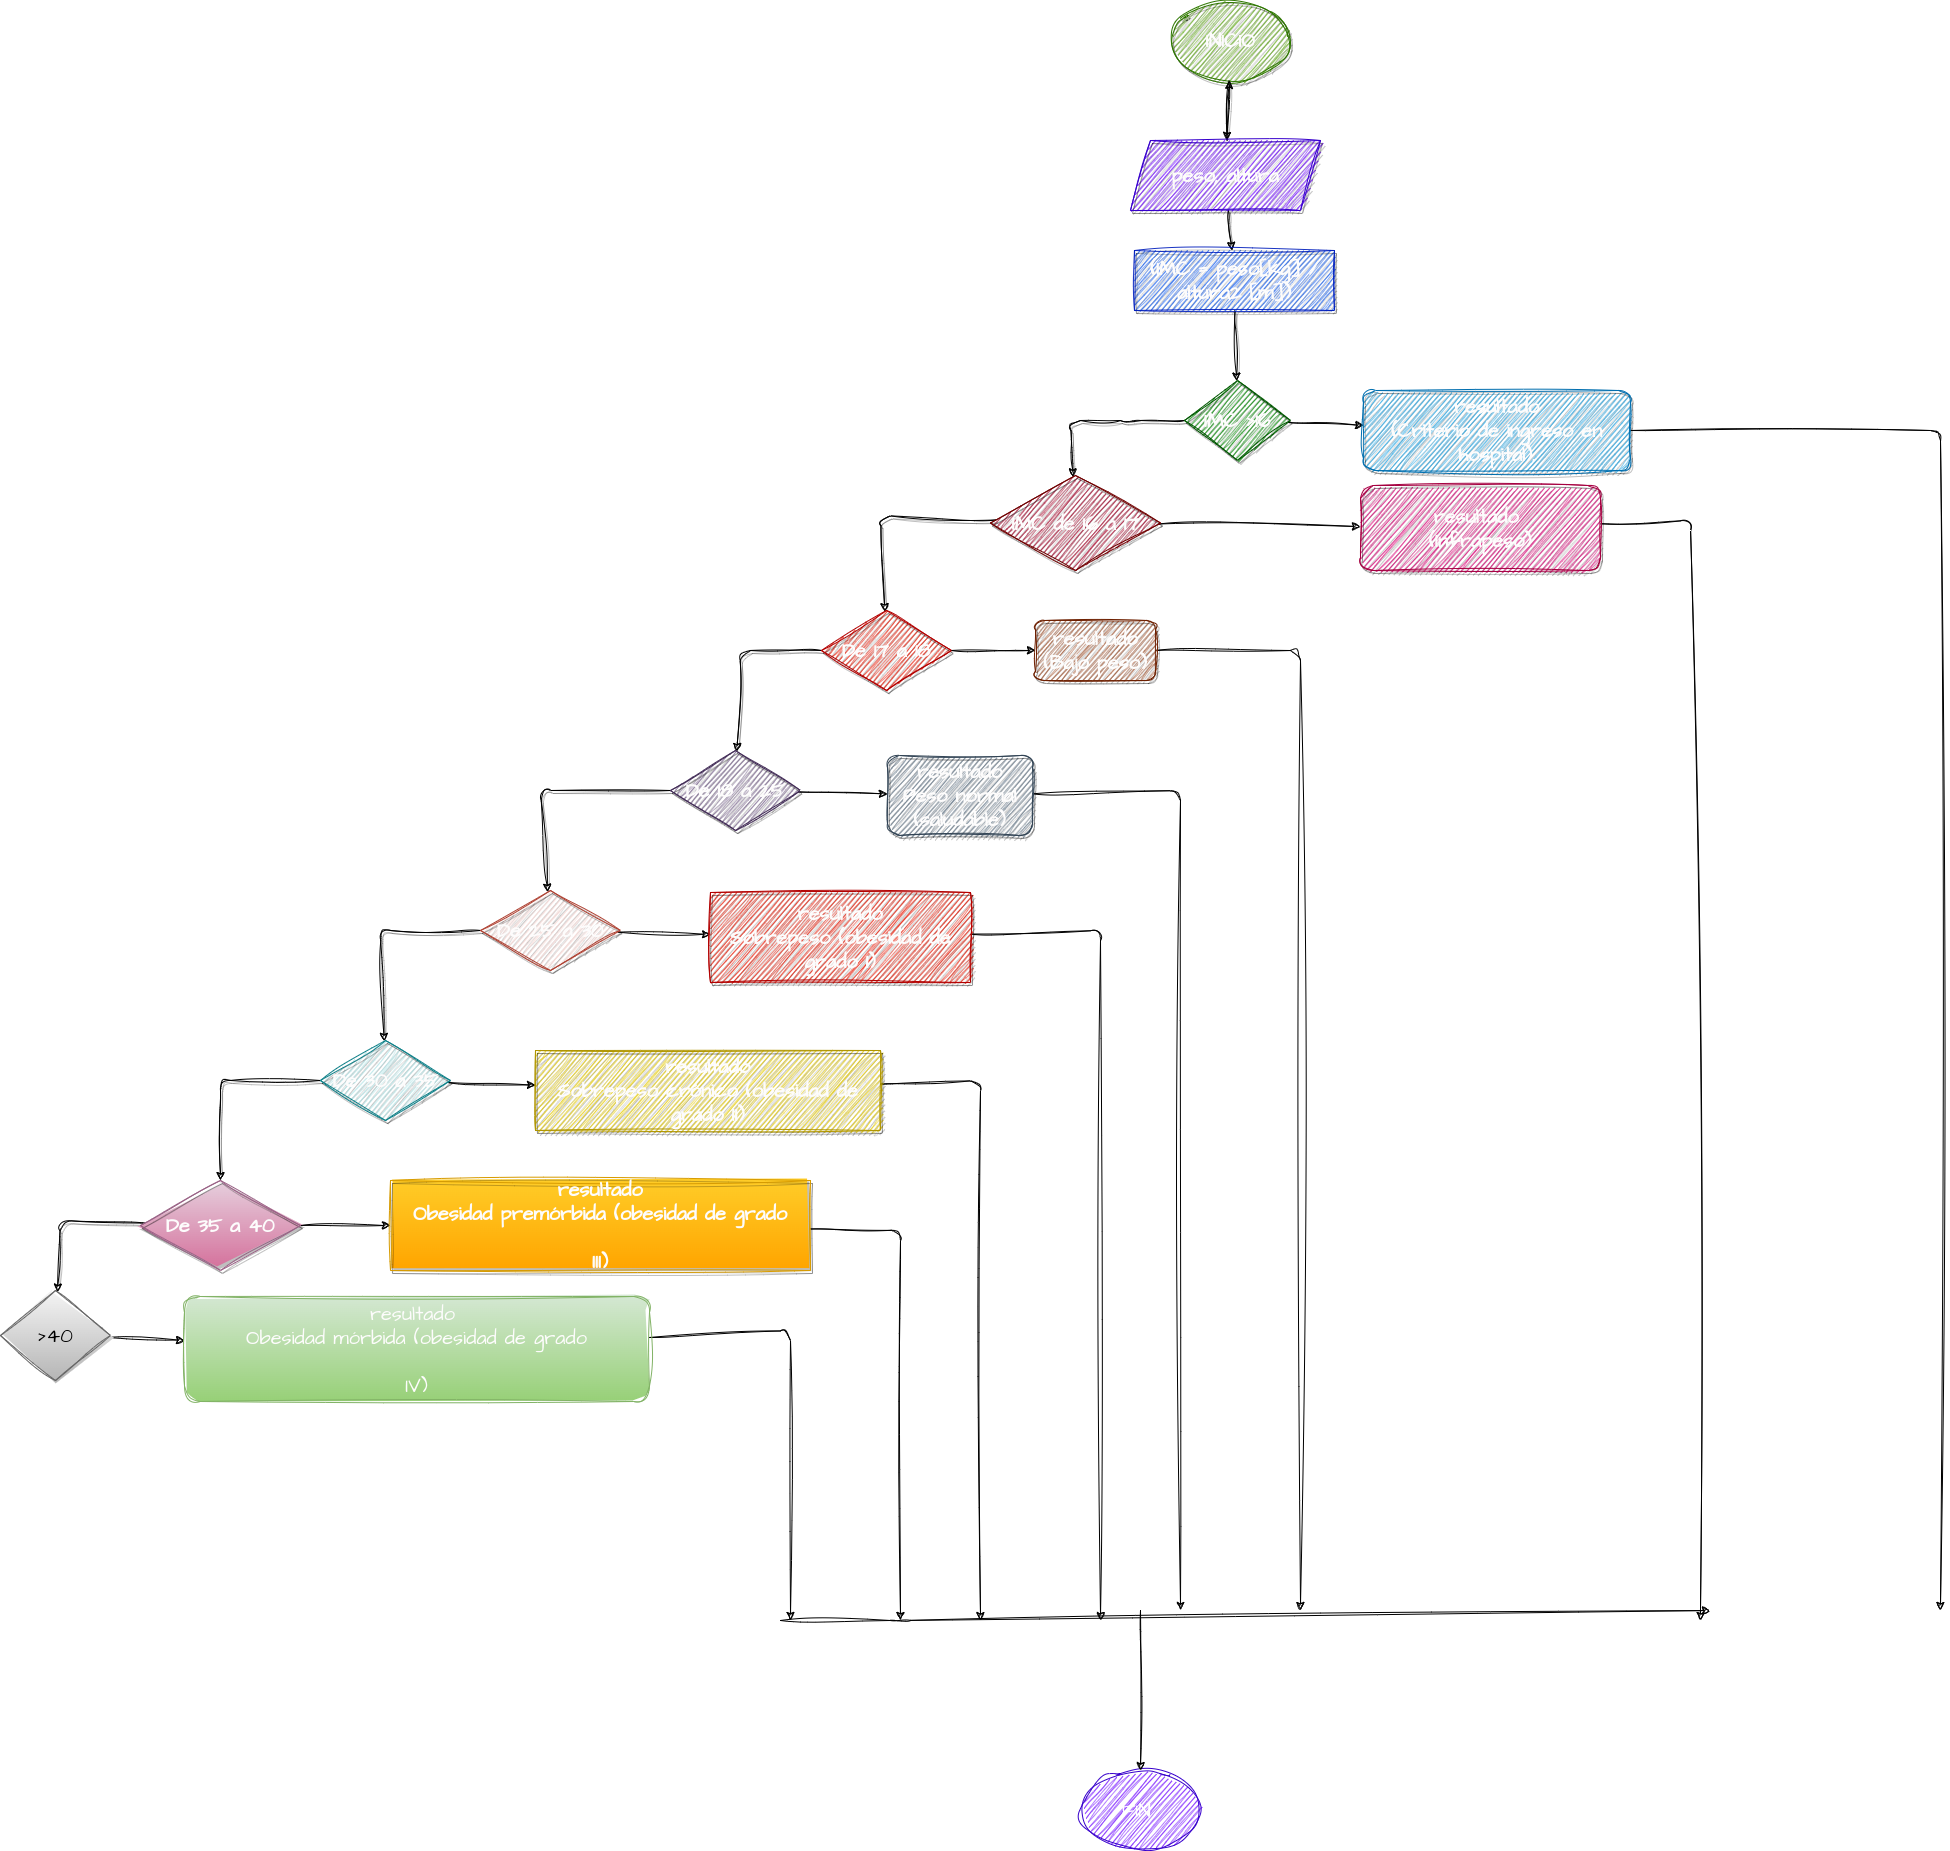 INICIO
peso, altura
(IMC = peso[kg] /
altura2 [m])
IMC >16
resultado
(Criterio de ingreso en
hospital)
IMC de 16 a 17
resultado
(infrapeso)
De 17 a 18
resultado
(Bajo peso)
De 18 a 25
resultado
Peso normal
(saludable)
De 25 a 30
resultado
Sobrepeso (obesidad de
grado I)
De 30 a 35
resultado
Sobrepeso crónica (obesidad de
grado II)
De 35 a 40
resultado
Obesidad premórbida (obesidad de grado
III)
>40
resultado
Obesidad mórbida (obesidad de grado
IV)
FIN